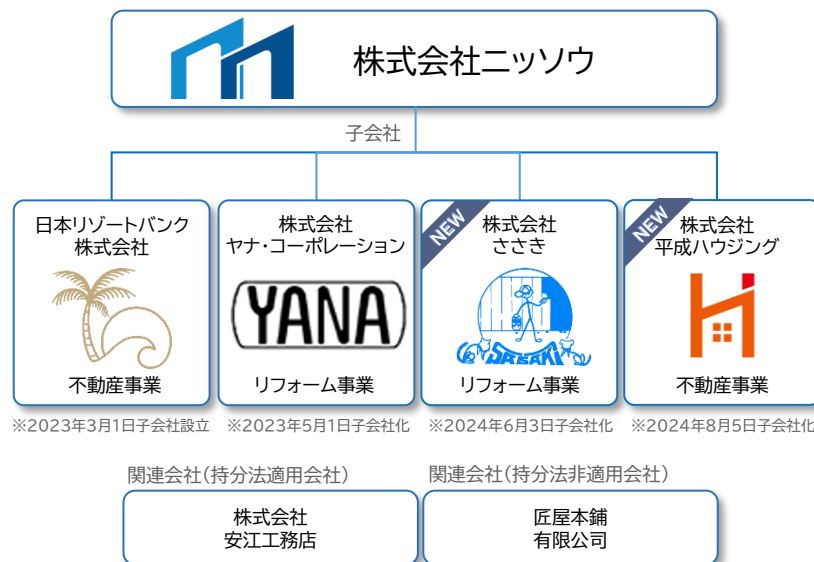 株式会社ニッソウ
子会社
日本リゾートバンク
株式会社
不動産事業
※2023年3月1日子会社設立
株式会社
ヤナ・コーポレーション
YANA
リフォーム事業
※2023年5月1日子会社化
NEW
株式会社
ささき
SASAKI
リフォーム事業
※2024年6月3日子会社化
NEW
株式会社
平成ハウジング
不動産事業
※2024年8月5日子会社化
関連会社(持分法適用会社)
株式会社
安江工務店
関連会社(持分法非適用会社)
匠屋本舗
有限公司